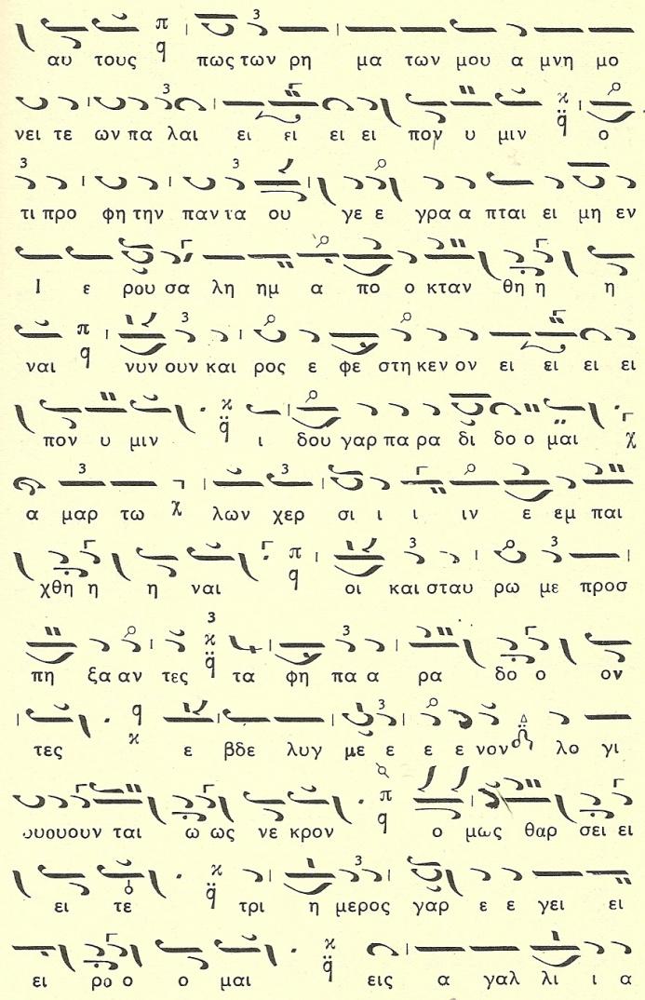 αυ τους π q πως των ρη μα των μου α μνη μο
νει τε ων πα λαι ει ει ει ει πον υ μιν ϰ q ο
τι προ φη την παν τα ου γε ε γρα α πται ει μη εν
Ι ε ρου σα λη ημ α πο ο κταν θη η η
ναι π q νυν ουν και ρος ε φε στη κεν ον ει ει ει ει
πον υ μιν ϰ q ι δου γαρ πα ρα δι δο ο μαι χ
α μαρ τω χ λων χερ σι ι ι ιν ε εμ παι
χθη η η ναι π q οι και σταυ ρω με προσ
πη ξα αν τες ϰ q τα φη πα α ρα δο ο ον
τες q ϰ ε βδε λυγ με ε ε ε νον λο γι
ουουουν ται ω ως νε κρον π q ο μως θαρ σει ει
ει τε ϰ q τρι η μερος γαρ ε ε γει ει
ει ρο ο ο μαι ϰ q εις α γαλ λι ι α